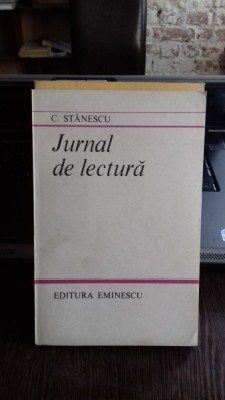 C. STĂNESCU
Jurnal
de lectură
EDITURA EMINESCU